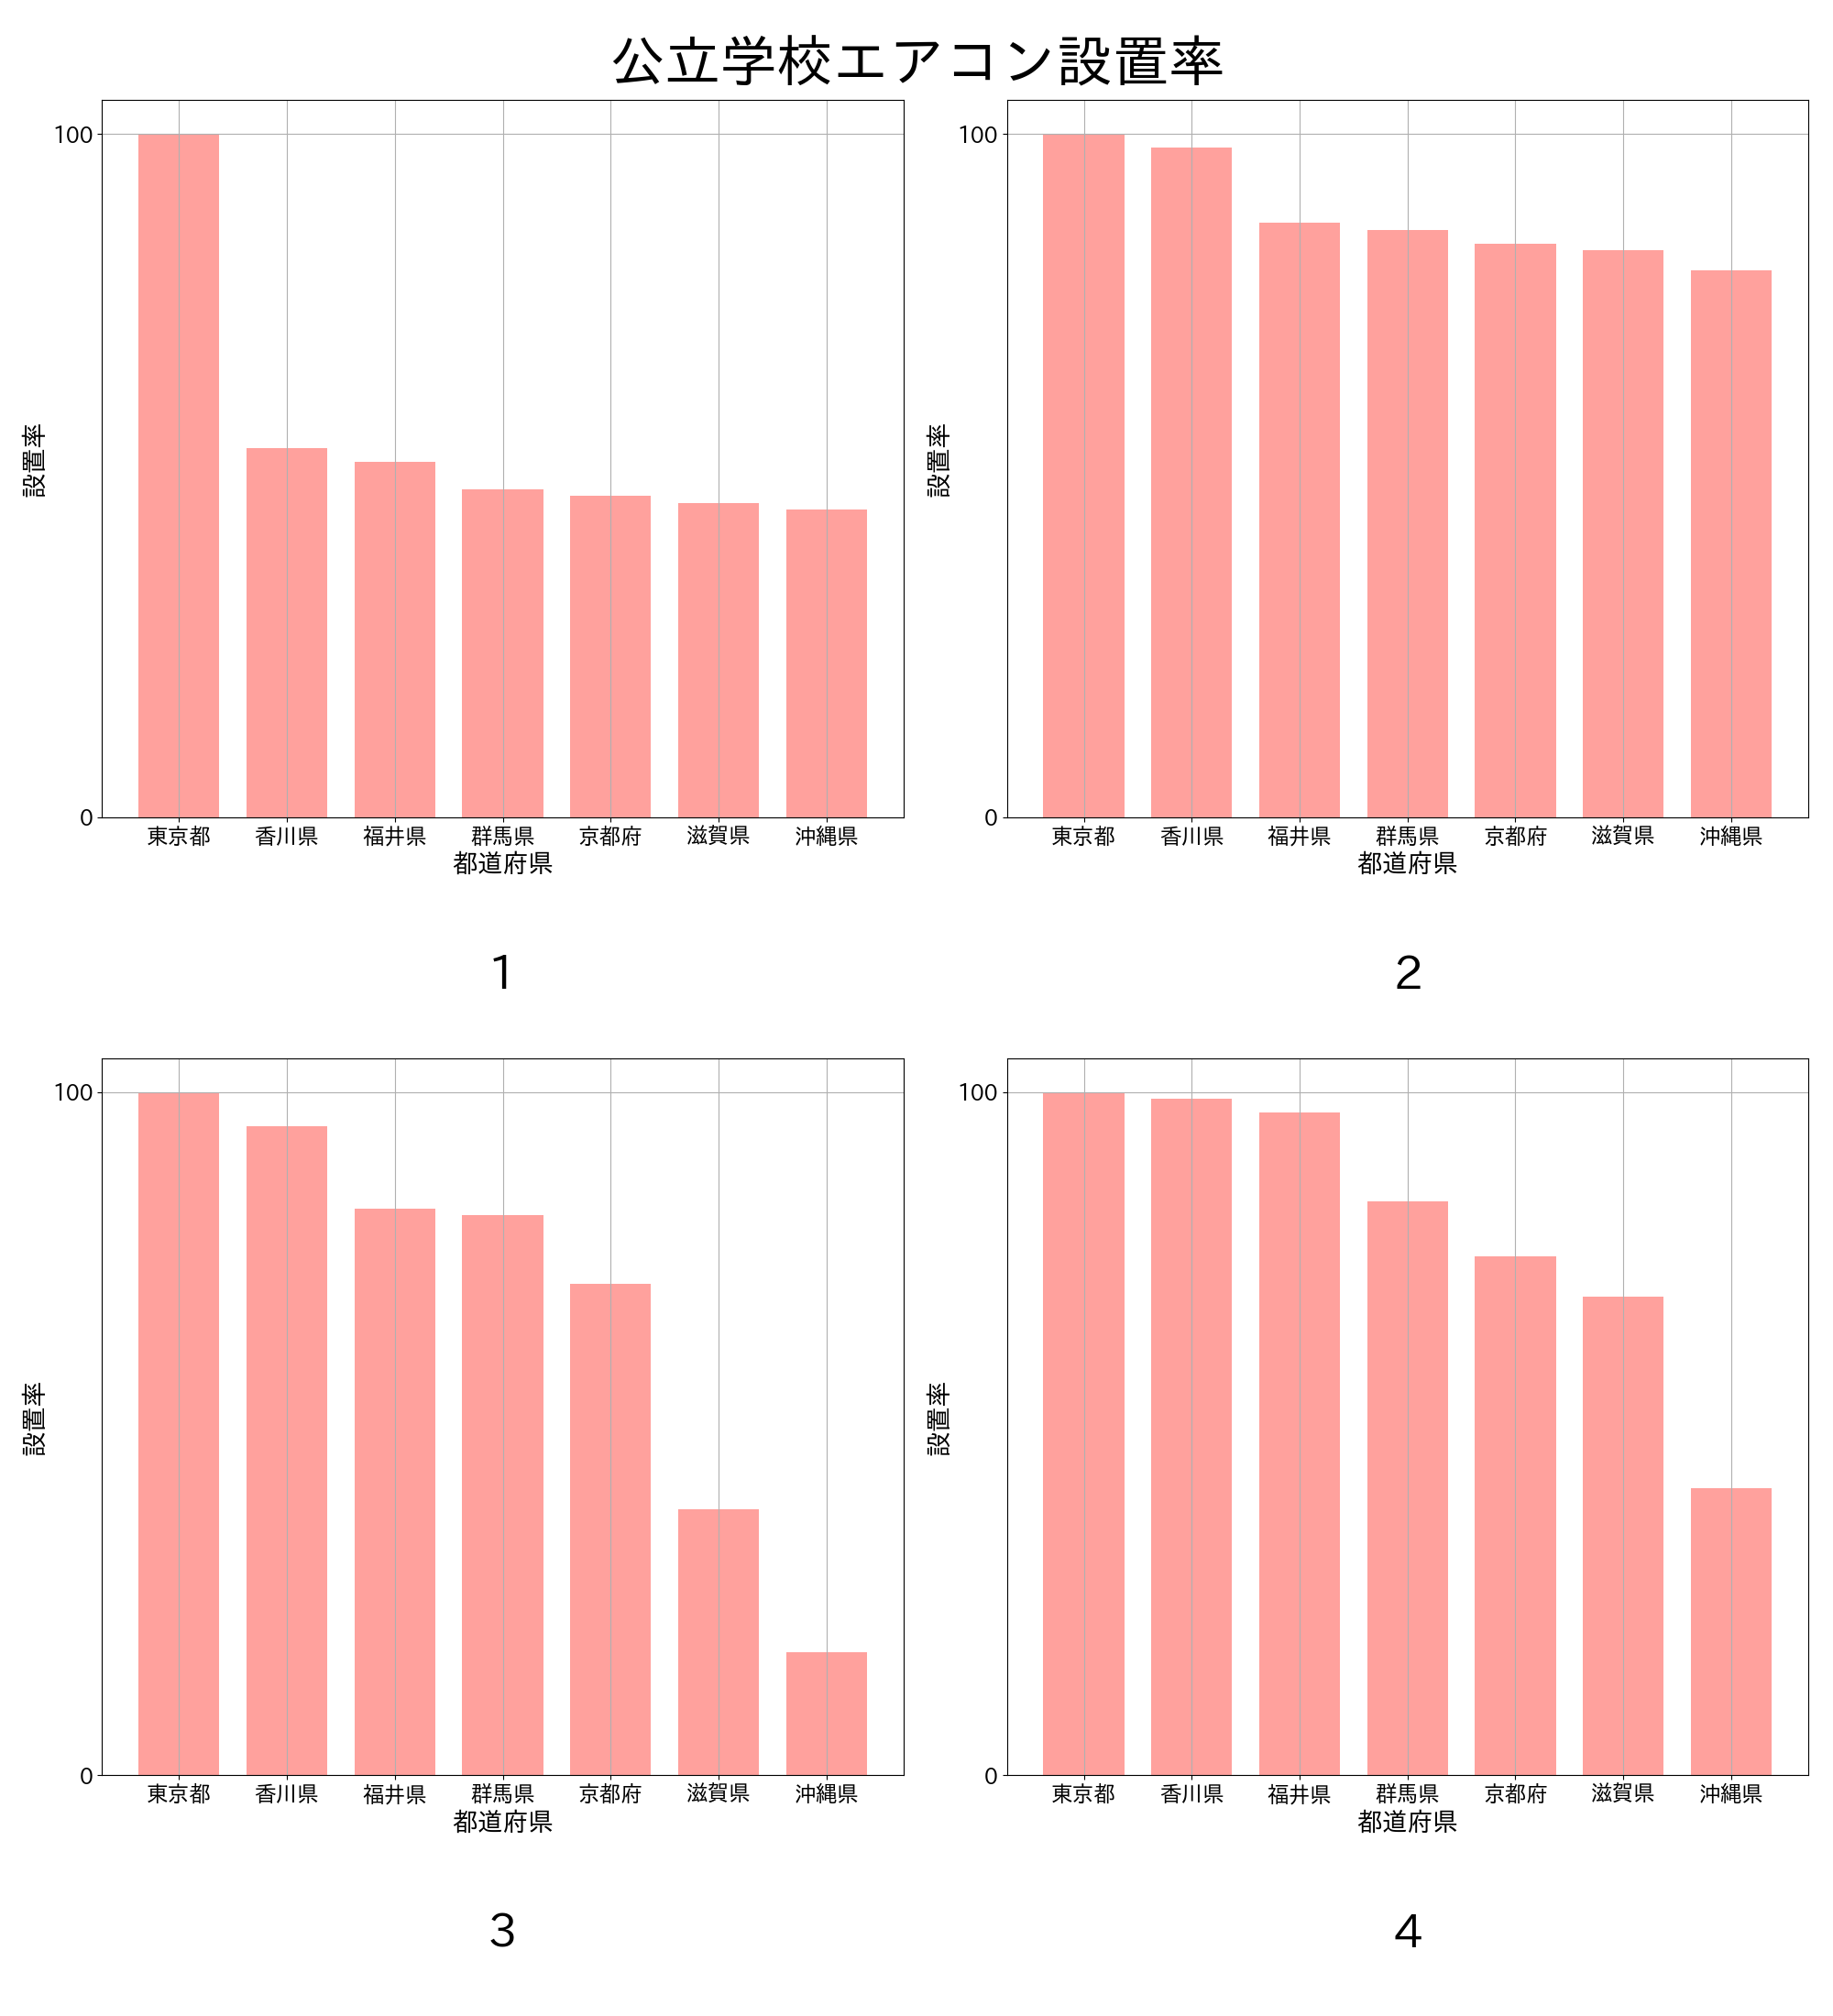 公立学校エアコン設置率
100
設置率
0
東京都 香川県 福井県 群馬県 京都府 滋賀県 沖縄県
都道府県
1
100
設置率
0
東京都 香川県 福井県 群馬県 京都府 滋賀県 沖縄県
都道府県
2
100
設置率
0
東京都 香川県 福井県 群馬県 京都府 滋賀県 沖縄県
都道府県
3
100
設置率
0
東京都 香川県 福井県 群馬県 京都府 滋賀県 沖縄県
都道府県
4